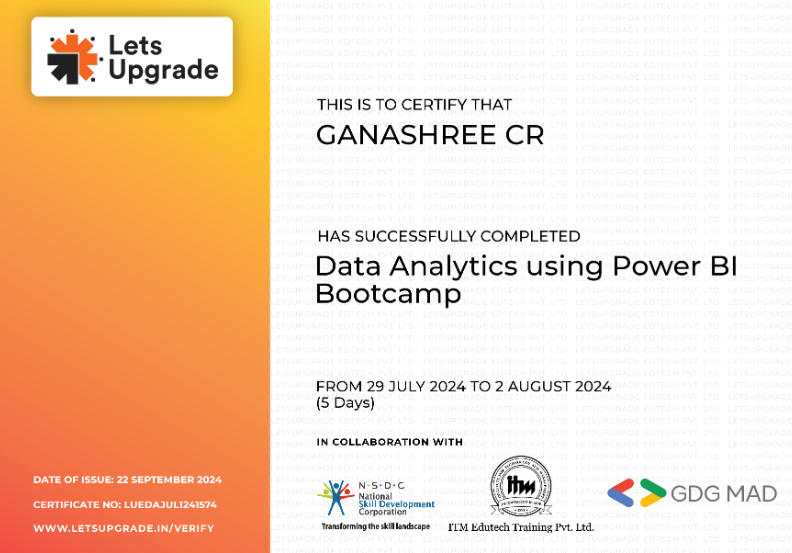 Lets
Upgrade
THIS IS TO CERTIFY THAT
GANASHREE CR
HAS SUCCESSFULLY COMPLETED
Data Analytics using Power BI
Bootcamp
FROM 29 JULY 2024 TO 2 AUGUST 2024
(5 Days)
IN COLLABORATION WITH
DATE OF ISSUE: 22 SEPTEMBER 2024
CERTIFICATE NO: LUEDAJUL1241574
WWW.LETSUPGRADE.IN/VERIFY
N·S·D·C
National
Skill Development
Corporation
Transforming the skill landscape
itm
ITM Edutech Training Pvt. Ltd.
GDG MAD